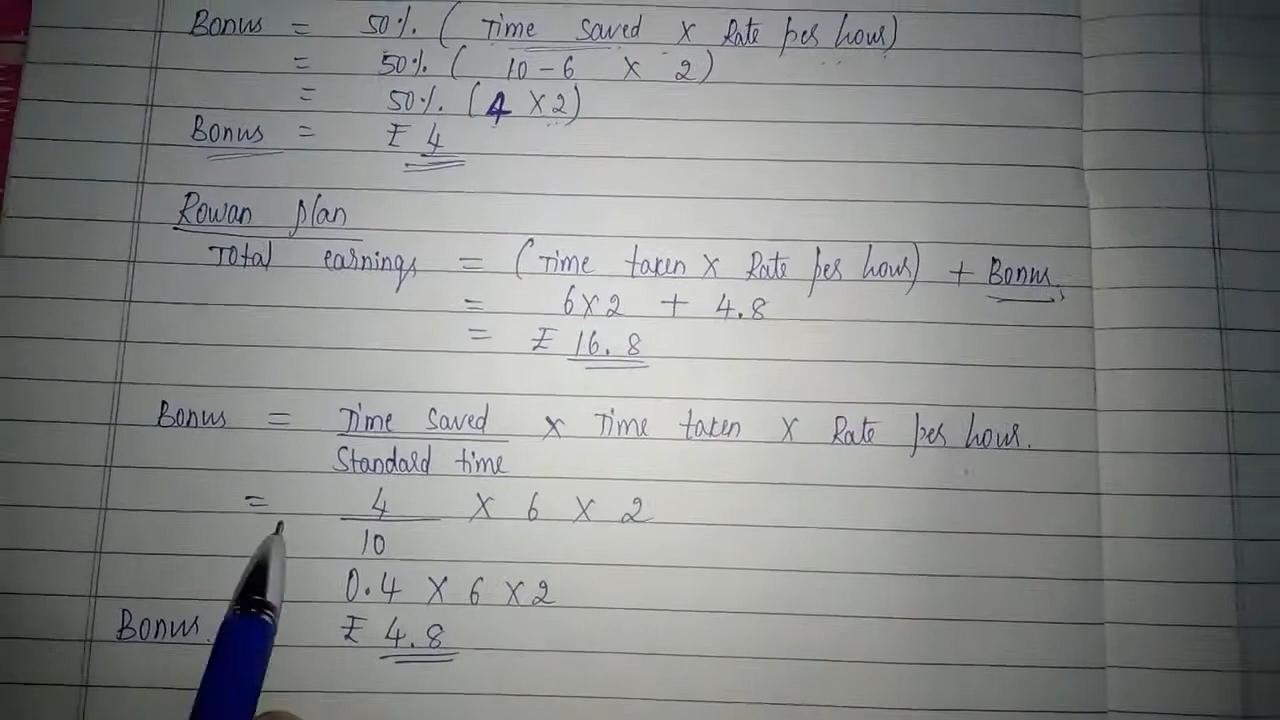 Bonus = 50%. ( Time saved X Rate per hour)
= 50%. ( 10 - 6 X 2 )
= 50%. (4 X 2)
Bonus = ₹ 4
Rowan plan
Total earnings = (Time taken X Rate per hour) + Bonus.
= 6 X 2 + 4.8
= ₹ 16.8
Bonus = Time saved X Time taken X Rate per hour.
Standard time
= 4 X 6 X 2
10
0.4 X 6 X 2
Bonus. ₹ 4.8